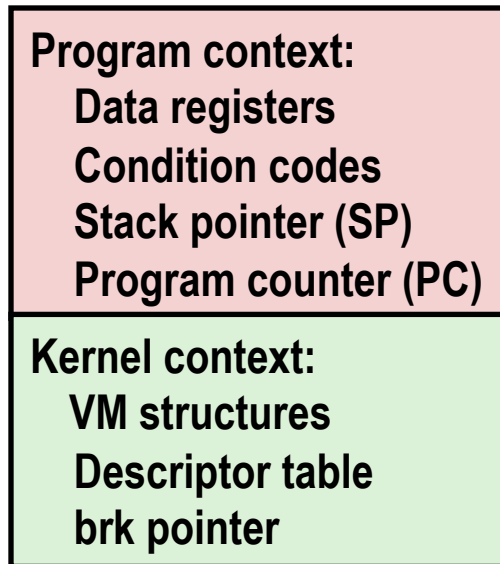 Program context:
Data registers
Condition codes
Stack pointer (SP)
Program counter (PC)
Kernel context:
VM structures
Descriptor table
brk pointer